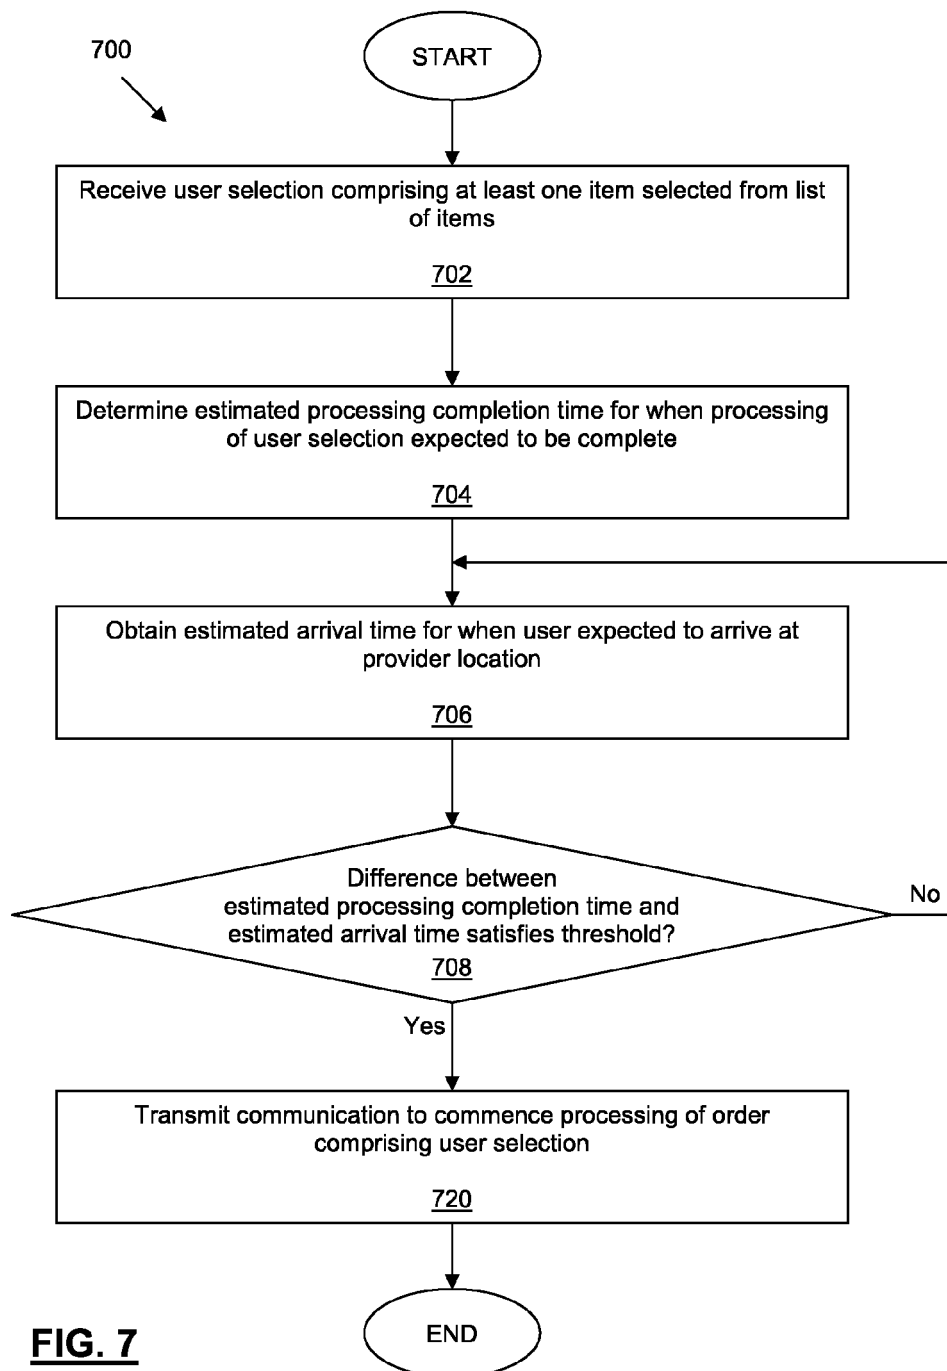 700
START
Receive user selection comprising at least one item selected from list
of items
702
Determine estimated processing completion time for when processing
of user selection expected to be complete
704
Obtain estimated arrival time for when user expected to arrive at
provider location
706
Difference between
estimated processing completion time and
estimated arrival time satisfies threshold?
708
No
Yes
Transmit communication to commence processing of order
comprising user selection
720
END
FIG. 7